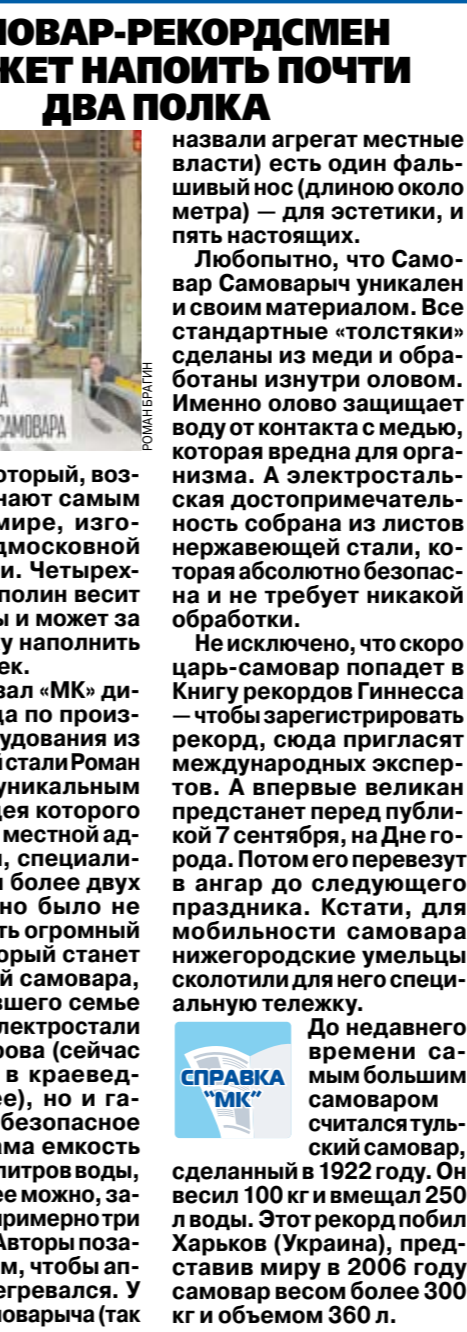 ОВАР-РЕКОРДСМЕН
ЖЕТ НАПОИТЬ ПОЧТИ
ДВА ПОЛКА
А
САМОВАРА
РОМАН БРАГИН
оторый, воз-
нают самым
мире, изго-
дмосковной
и. Четырех-
полин весит
ы и может за
ку наполнить
ек.
зал «МК» ди-
да по произ-
удования из
й стали Роман
уникальным
дея которого
местной ад-
и, специали-
и более двух
но было не
ть огромный
орый станет
й самовара,
вшего семье
лектростали
рова (сейчас
в краевед-
ее), но и га-
безопасное
ама емкость
литров воды,
ее можно, за-
примерно три
Авторы поза-
м, чтобы ап-
егревался. У
моварыча (так
назвали агрегат местные
власти) есть один фаль-
шивый нос (длиною около
метра) — для эстетики, и
пять настоящих.
Любопытно, что Само-
вар Самоварыч уникален
и своим материалом. Все
стандартные «толстяки»
сделаны из меди и обра-
ботаны изнутри оловом.
Именно олово защищает
воду от контакта с медью,
которая вредна для орга-
низма. А электросталь-
ская достопримечатель-
ность собрана из листов
нержавеющей стали, ко-
торая абсолютно безопас-
на и не требует никакой
обработки.
Не исключено, что скоро
царь-самовар попадет в
Книгу рекордов Гиннесса
— чтобы зарегистрировать
рекорд, сюда пригласят
международных экспер-
тов. А впервые великан
предстанет перед публи-
кой 7 сентября, на Дне го-
рода. Потом его перевезут
в ангар до следующего
праздника. Кстати, для
мобильности самовара
нижегородские умельцы
сколотили для него специ-
альную тележку.
СПРАВКА
"МК"
До недавнего
времени са-
мым большим
самоваром
считался туль-
ский самовар,
сделанный в 1922 году. Он
весил 100 кг и вмещал 250
л воды. Этот рекорд побил
Харьков (Украина), пред-
ставив миру в 2006 году
самовар весом более 300
кг и объемом 360 л.